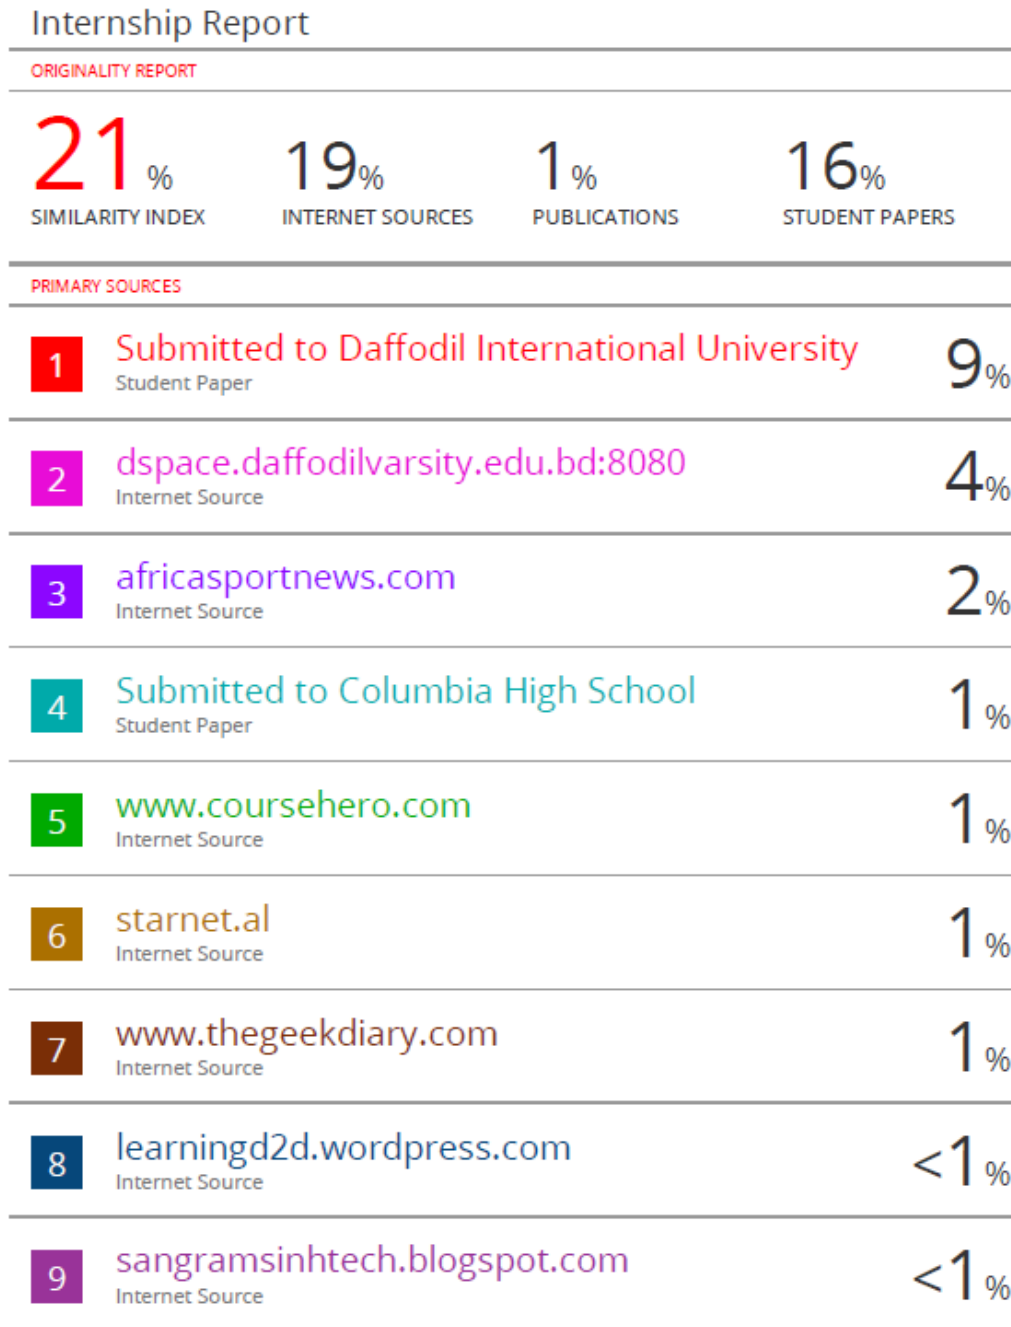 Internship Report
ORIGINALITY REPORT
21% 19% 1% 16%
SIMILARITY INDEX INTERNET SOURCES PUBLICATIONS STUDENT PAPERS
PRIMARY SOURCES
1 Submitted to Daffodil International University 9%
Student Paper
2 dspace.daffodilvarsity.edu.bd:8080 4%
Internet Source
3 africasportnews.com 2%
Internet Source
4 Submitted to Columbia High School 1%
Student Paper
5 www.coursehero.com 1%
Internet Source
6 starnet.al 1%
Internet Source
7 www.thegeekdiary.com 1%
Internet Source
8 learningd2d.wordpress.com <1%
Internet Source
9 sangramsinhtech.blogspot.com <1%
Internet Source